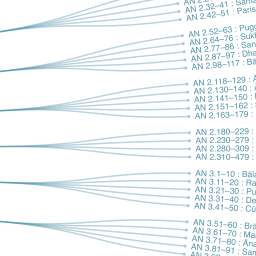 AN 2.32–41 :
AN 2.42–51 : Paris
AN 2.52–63 : Pugg
AN 2.64–76 : Sukh
AN 2.77–86 : San
AN 2.87–97 : Dha
AN 2.98–117 : Bā
AN 2.118–129 :
AN 2.130–140 :
AN 2.141–150 :
AN 2.151–162 :
AN 2.163–179 :
AN 2.180–229 :
AN 2.230–279 :
AN 2.280–309 :
AN 2.310–479 :
AN 3.1–10 : Bāla
AN 3.11–20 : Ra
AN 3.21–30 : Pu
AN 3.31–40 : De
AN 3.41–50 : Cū
AN 3.51–60 : Brā
AN 3.61–70 : Ma
AN 3.71–80 : Āna
AN 3.81–91 : Sam